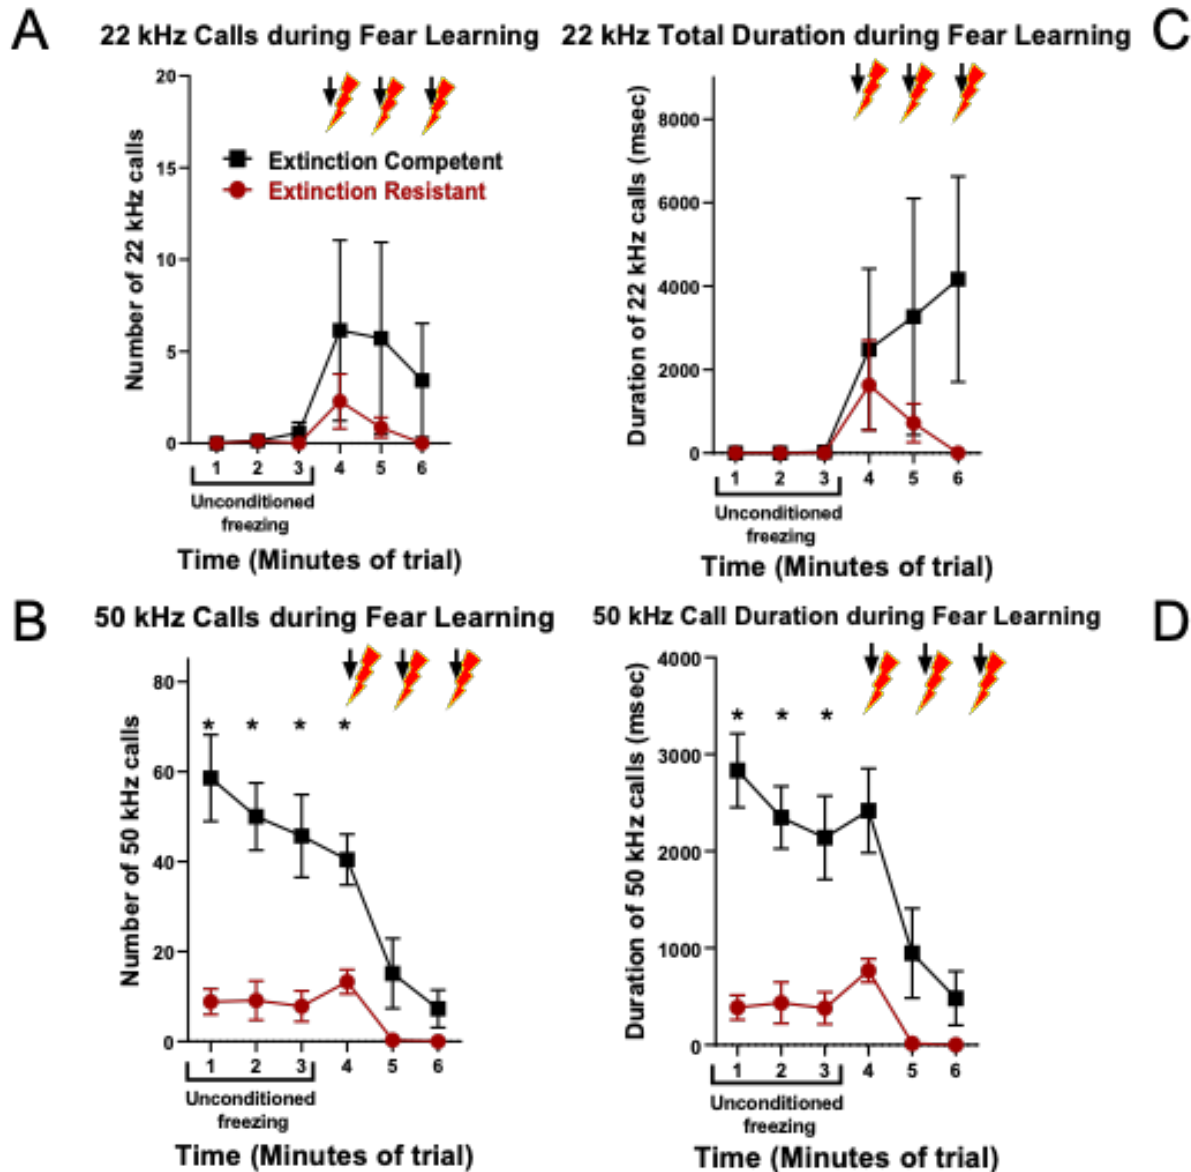 A
22 kHz Calls during Fear Learning
20
15
10
5
0
Number of 22 kHz calls
Extinction Competent
Extinction Resistant
1 2 3 4 5 6
Unconditioned
freezing
Time (Minutes of trial)
22 kHz Total Duration during Fear Learning
C
8000
6000
4000
2000
0
Duration of 22 kHz calls (msec)
1 2 3 4 5 6
Unconditioned
freezing
Time (Minutes of trial)
B
50 kHz Calls during Fear Learning
80
60
40
20
0
Number of 50 kHz calls
* * * *
1 2 3 4 5 6
Unconditioned
freezing
Time (Minutes of trial)
50 kHz Call Duration during Fear Learning
D
4000
3000
2000
1000
0
Duration of 50 kHz calls (msec)
* * *
1 2 3 4 5 6
Unconditioned
freezing
Time (Minutes of trial)